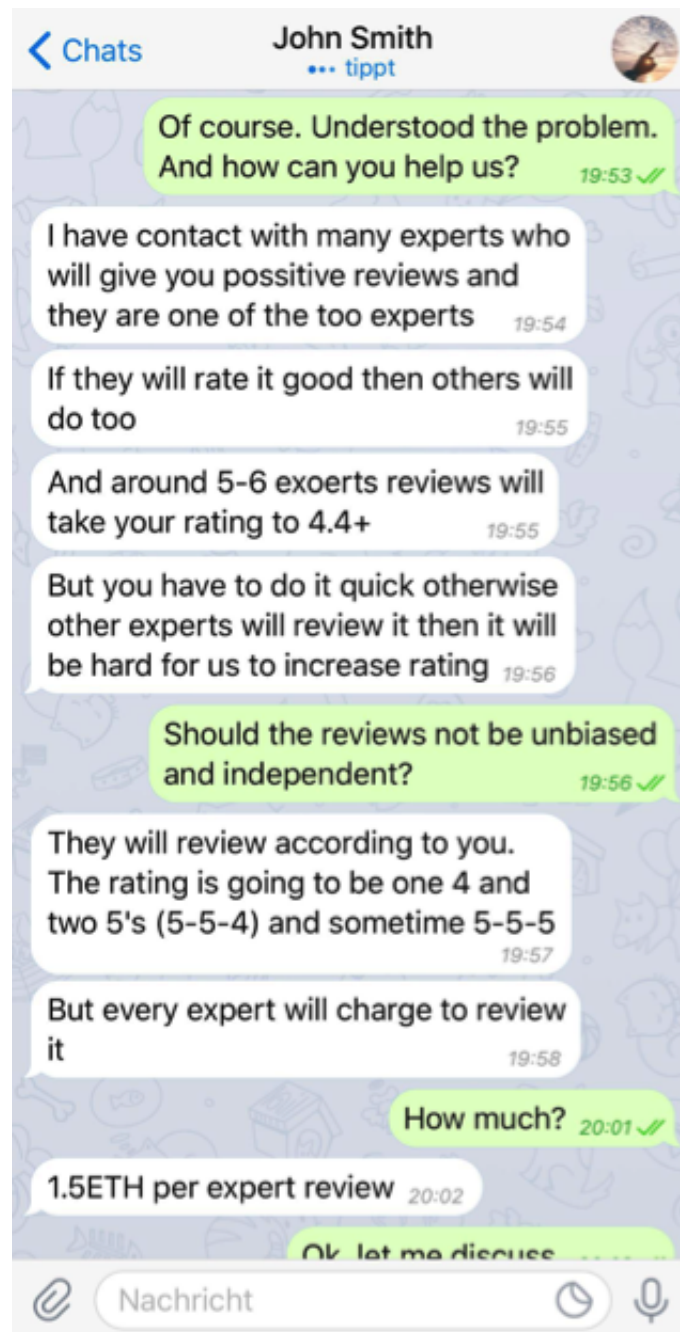 Chats
John Smith
••• tippt
Of course. Understood the problem.
And how can you help us? 19:53
I have contact with many experts who
will give you possitive reviews and
they are one of the too experts 19:54
If they will rate it good then others will
do too 19:55
And around 5-6 exoerts reviews will
take your rating to 4.4+ 19:55
But you have to do it quick otherwise
other experts will review it then it will
be hard for us to increase rating 19:56
Should the reviews not be unbiased
and independent? 19:56
They will review according to you.
The rating is going to be one 4 and
two 5's (5-5-4) and sometime 5-5-5
19:57
But every expert will charge to review
it 19:58
How much? 20:01
1.5ETH per expert review 20:02
Ok, let me discuss
Nachricht